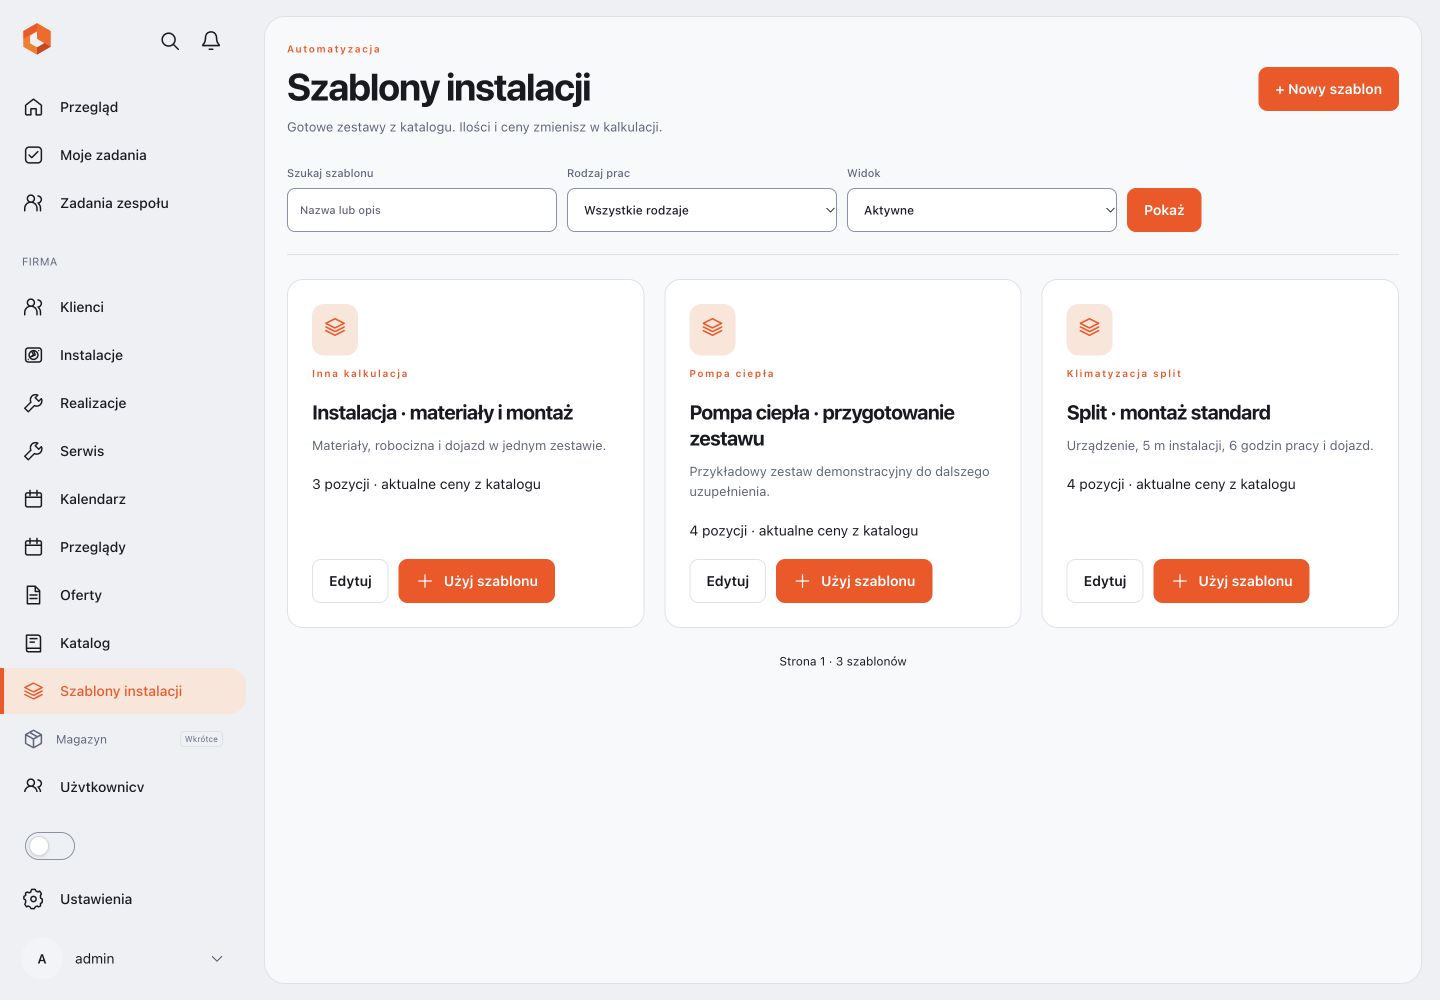 Przegląd
Moje zadania
Zadania zespołu
FIRMA
Klienci
Instalacje
Realizacje
Serwis
Kalendarz
Przeglądy
Oferty
Katalog
Szablony instalacji
Magazyn
Wkrótce
Użytkownicy
Ustawienia
A
admin
Automatyzacja
Szablony instalacji
+ Nowy szablon
Gotowe zestawy z katalogu. Ilości i ceny zmienisz w kalkulacji.
Szukaj szablonu
Nazwa lub opis
Rodzaj prac
Wszystkie rodzaje
Widok
Aktywne
Pokaż
Inna kalkulacja
Instalacja · materiały i montaż
Materiały, robocizna i dojazd w jednym zestawie.
3 pozycji · aktualne ceny z katalogu
Edytuj
Użyj szablonu
Pompa ciepła
Pompa ciepła · przygotowanie
zestawu
Przykładowy zestaw demonstracyjny do dalszego
uzupełnienia.
4 pozycji · aktualne ceny z katalogu
Edytuj
Użyj szablonu
Klimatyzacja split
Split · montaż standard
Urządzenie, 5 m instalacji, 6 godzin pracy i dojazd.
4 pozycji · aktualne ceny z katalogu
Edytuj
Użyj szablonu
Strona 1 · 3 szablonów